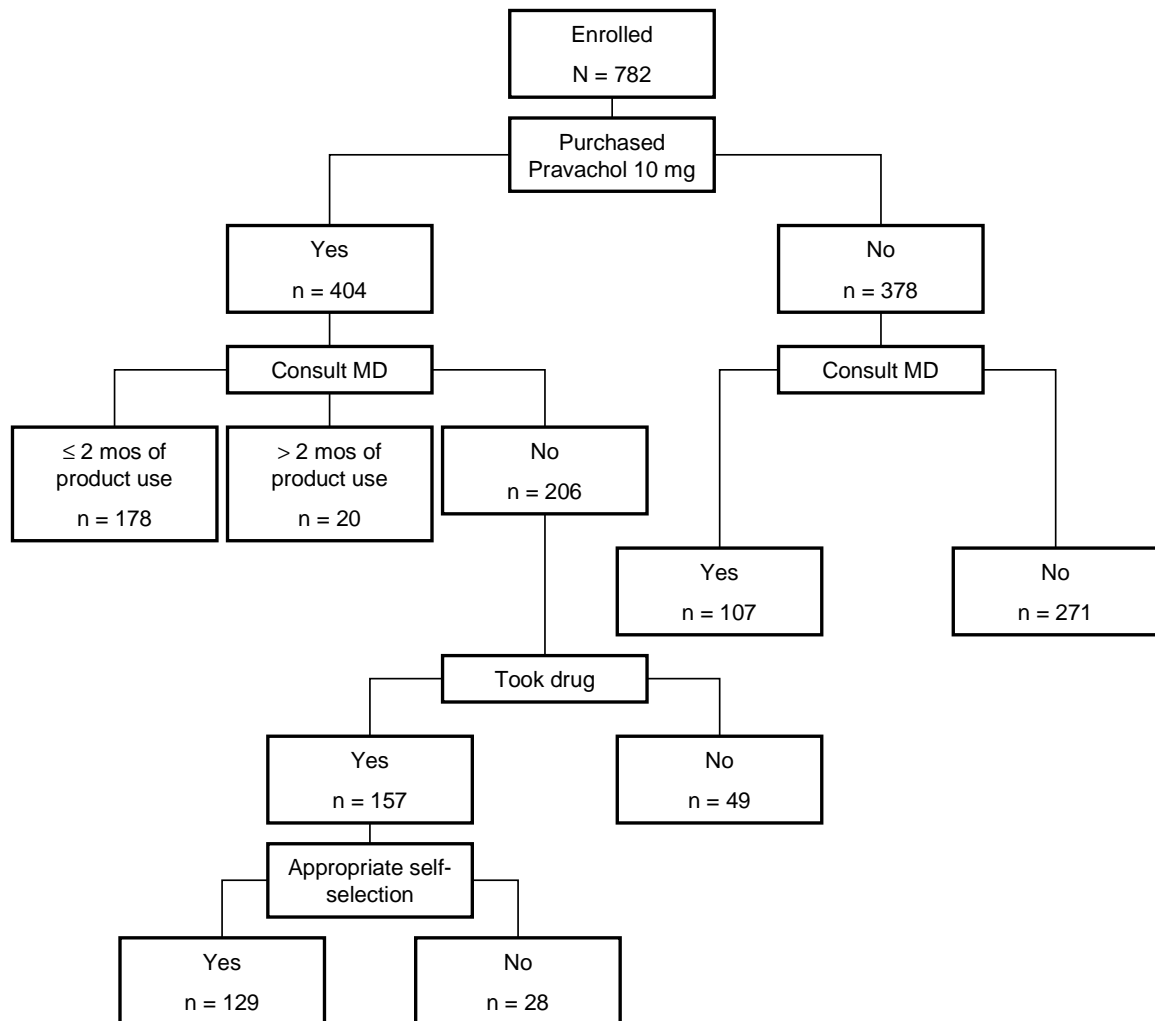 Enrolled
N = 782
Purchased
Pravachol 10 mg
Yes
n = 404
No
n = 378
Consult MD
Consult MD
≤ 2 mos of
product use
n = 178
> 2 mos of
product use
n = 20
No
n = 206
Yes
n = 107
No
n = 271
Took drug
Yes
n = 157
No
n = 49
Appropriate self-
selection
Yes
n = 129
No
n = 28